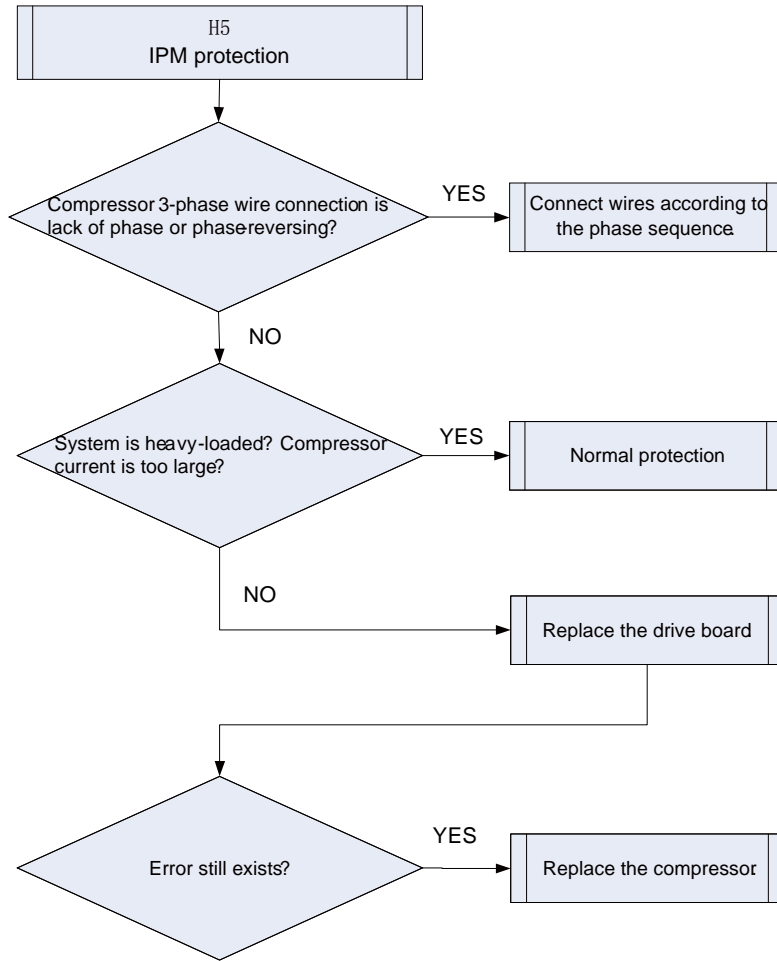 H5
IPM protection
Compressor 3-phase wire connection is
lack of phase or phase-reversing?
YES
Connect wires according to
the phase sequence.
NO
System is heavy-loaded? Compressor
current is too large?
YES
Normal protection
NO
Replace the drive board
Error still exists?
YES
Replace the compressor.